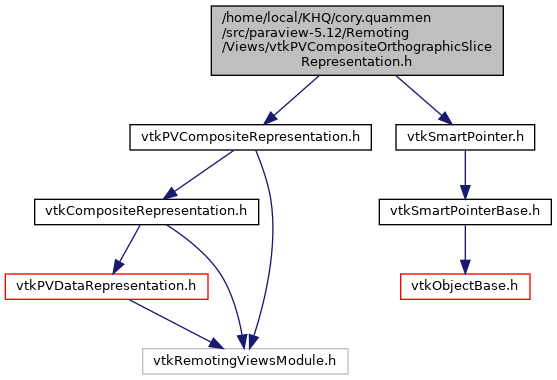 /home/local/KHQ/cory.quammen
/src/paraview-5.12/Remoting
/Views/vtkPVCompositeOrthographicSlice
Representation.h
vtkPVCompositeRepresentation.h
vtkSmartPointer.h
vtkCompositeRepresentation.h
vtkSmartPointerBase.h
vtkPVDataRepresentation.h
vtkObjectBase.h
vtkRemotingViewsModule.h